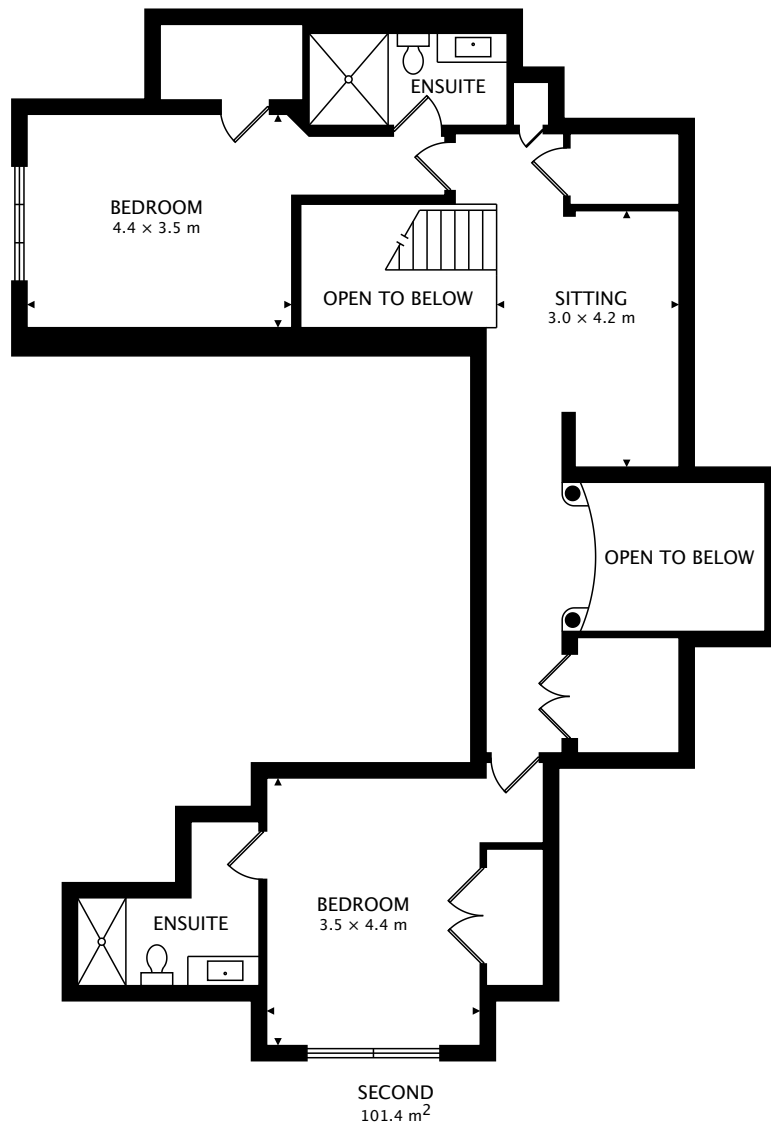 ENSUITE
BEDROOM
4.4 × 3.5 m
OPEN TO BELOW
SITTING
3.0 × 4.2 m
OPEN TO BELOW
BEDROOM
3.5 × 4.4 m
ENSUITE
SECOND
101.4 m²